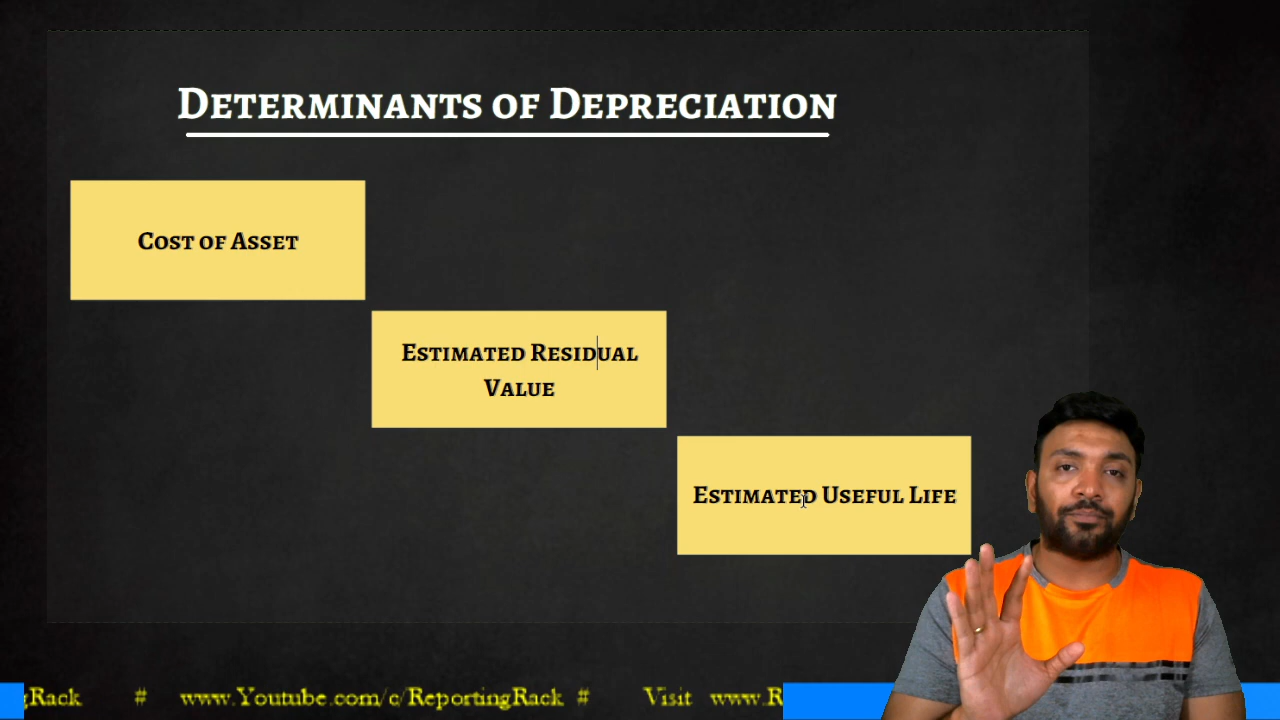 Determinants of Depreciation
Cost of Asset
Estimated Residual
Value
Estimated Useful Life
gRack # www.Youtube.com/c/ReportingRack # Visit www.R